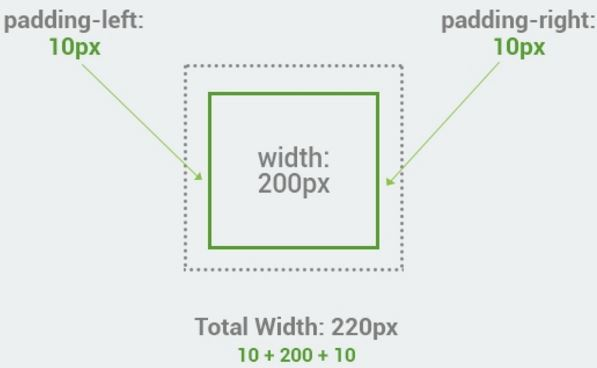 padding-left:
10px
padding-right:
10px
width:
200px
Total Width: 220px
10 + 200 + 10